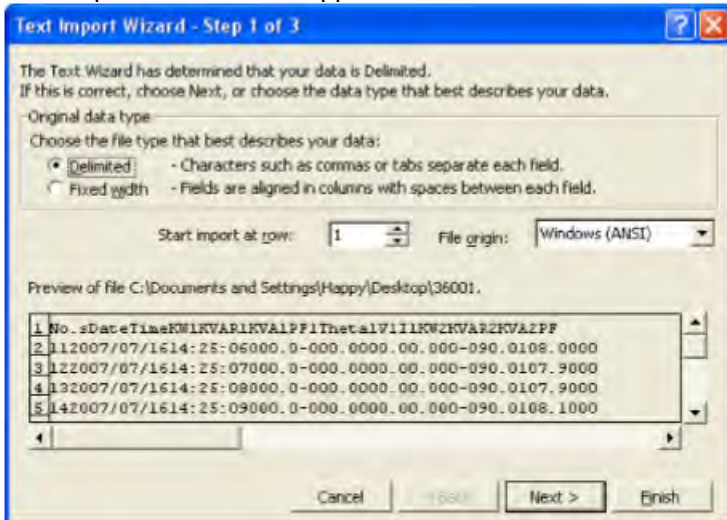 Text Import Wizard - Step 1 of 3
The Text Wizard has determined that your data is Delimited.
If this is correct, choose Next, or choose the data type that best describes your data.
Original data type
Choose the file type that best describes your data:
Delimited - Characters such as commas or tabs separate each field.
Fixed width - Fields are aligned in columns with spaces between each field.
Start import at row: 1 File origin: Windows (ANSI)
Preview of file C:\Documents and Settings\Happy\Desktop\36001.
1 No.sDateTimeKW1KVAR1KVA1PF1Theta1V1I1KW2KVAR2KVA2PF
2 112007/07/1614:25:06000.0-000.0000.00.000-090.0108.0000
3 122007/07/1614:25:07000.0-000.0000.00.000-090.0107.9000
4 132007/07/1614:25:08000.0-000.0000.00.000-090.0107.9000
5 142007/07/1614:25:09000.0-000.0000.00.000-090.0108.1000
Cancel Next > Finish